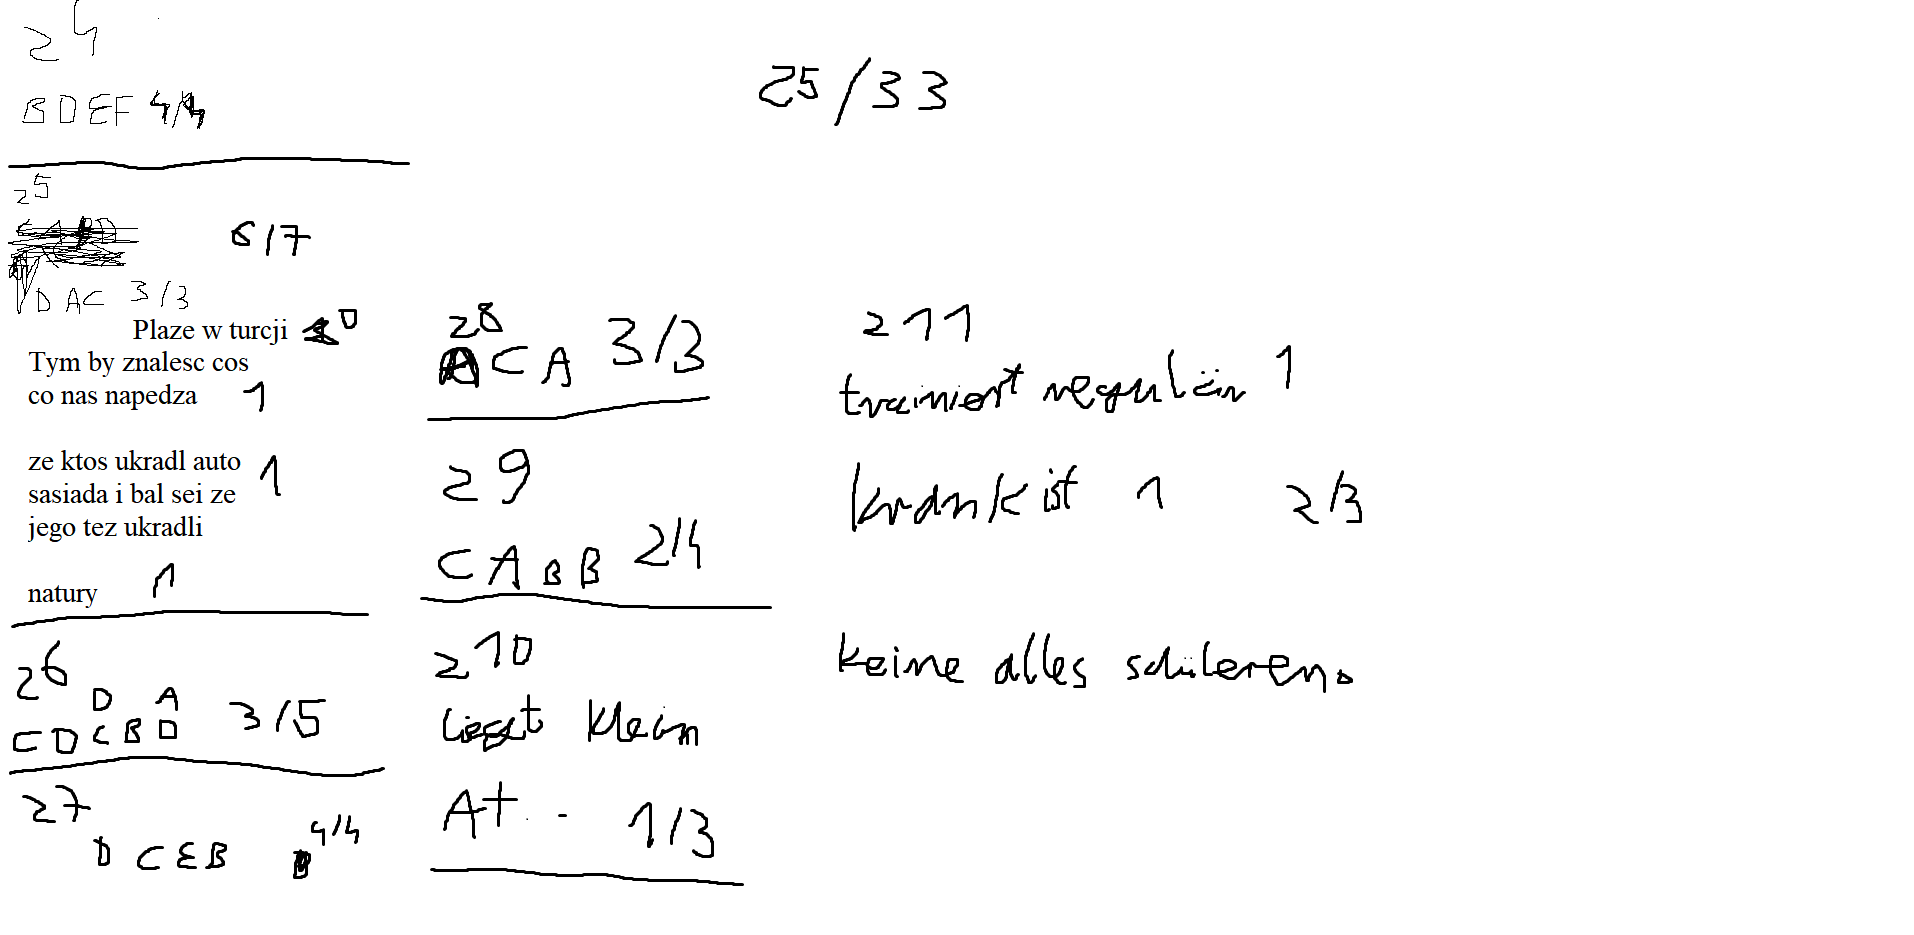 z4
BDEF 4/4
25/33
z5
6/7
DAC 3/3
Plaze w turcji 0
Tym by znalesc cos
co nas napedza 1
ze ktos ukradl auto 1
sasiada i bal sei ze
jego tez ukradli
natury 1
z6
D A
CDCBD 3/5
z7
DCEB 4/4
z8
ACA 3/3
z9
CABB 2/4
z10
klein
At - 1/3
z11
trainiert regulär 1
krank ist 1 2/3
keine alles schüleren.